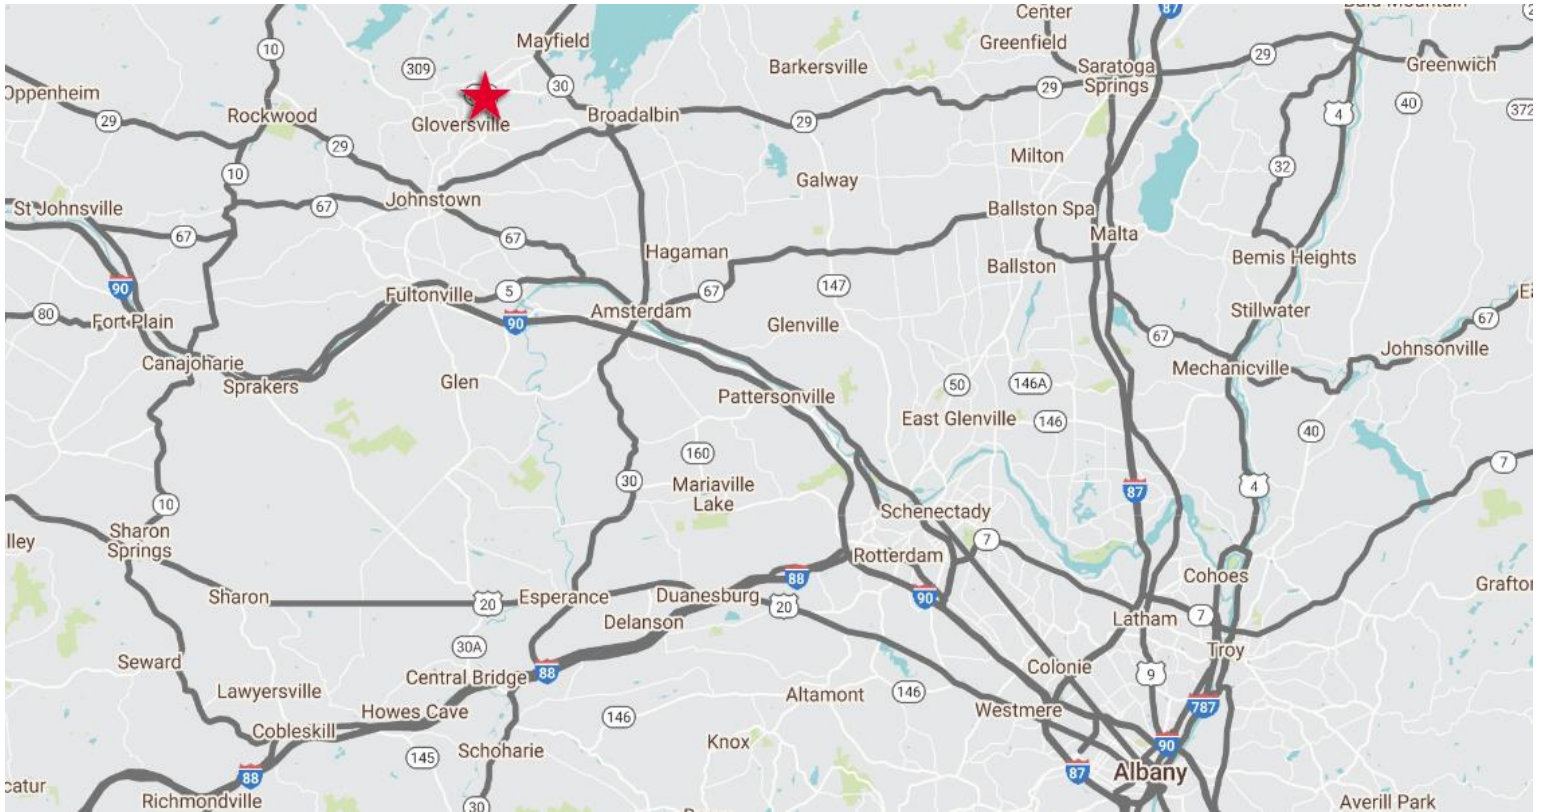 Center
87
Greenfield
Mayfield
10
309
Barkersville
29
Saratoga
Springs
Greenwich
Oppenheim
30
29
4
40
372
Rockwood
29
Gloversville
Broadalbin
29
29
10
Milton
32
Galway
Johnstown
St Johnsville
67
Ballston Spa
67
67
Malta
Hagaman
Bemis Heights
Ballston
90
Fultonville
5
67
147
80
Fort Plain
90
Amsterdam
Glenville
Stillwater
67
67
Canajoharie
Sprakers
Glen
Mechanicville
Johnsonville
Pattersonville
50
146A
East Glenville
146
40
160
7
30
Mariaville
Lake
87
4
10
Schenectady
Sharon
Springs
lley
7
Rotterdam
88
Cohoes
Sharon
20
Esperance
Duanesburg
20
90
Delanson
Latham
7
30A
Troy
Seward
Central Bridge
88
Colonie
9
Lawyersville
Altamont
146
787
Howes Cave
146
Westmere
Cobleskill
Schoharie
Knox
90
145
88
87
Albany
catur
Richmondville
30
Averill Park